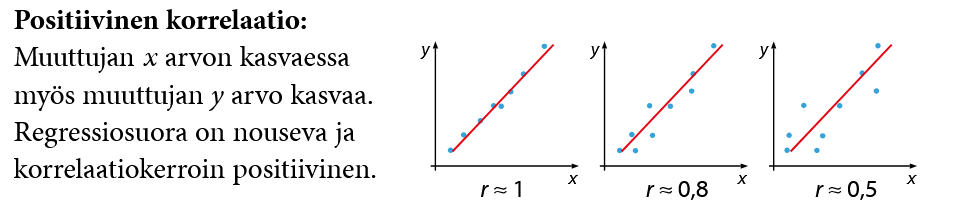 Positiivinen korrelaatio:
Muuttujan x arvon kasvaessa
myös muuttujan y arvo kasvaa.
Regressiosuora on nouseva ja
korrelaatiokerroin positiivinen.
y
x
r ≈ 1
y
x
r ≈ 0,8
y
x
r ≈ 0,5